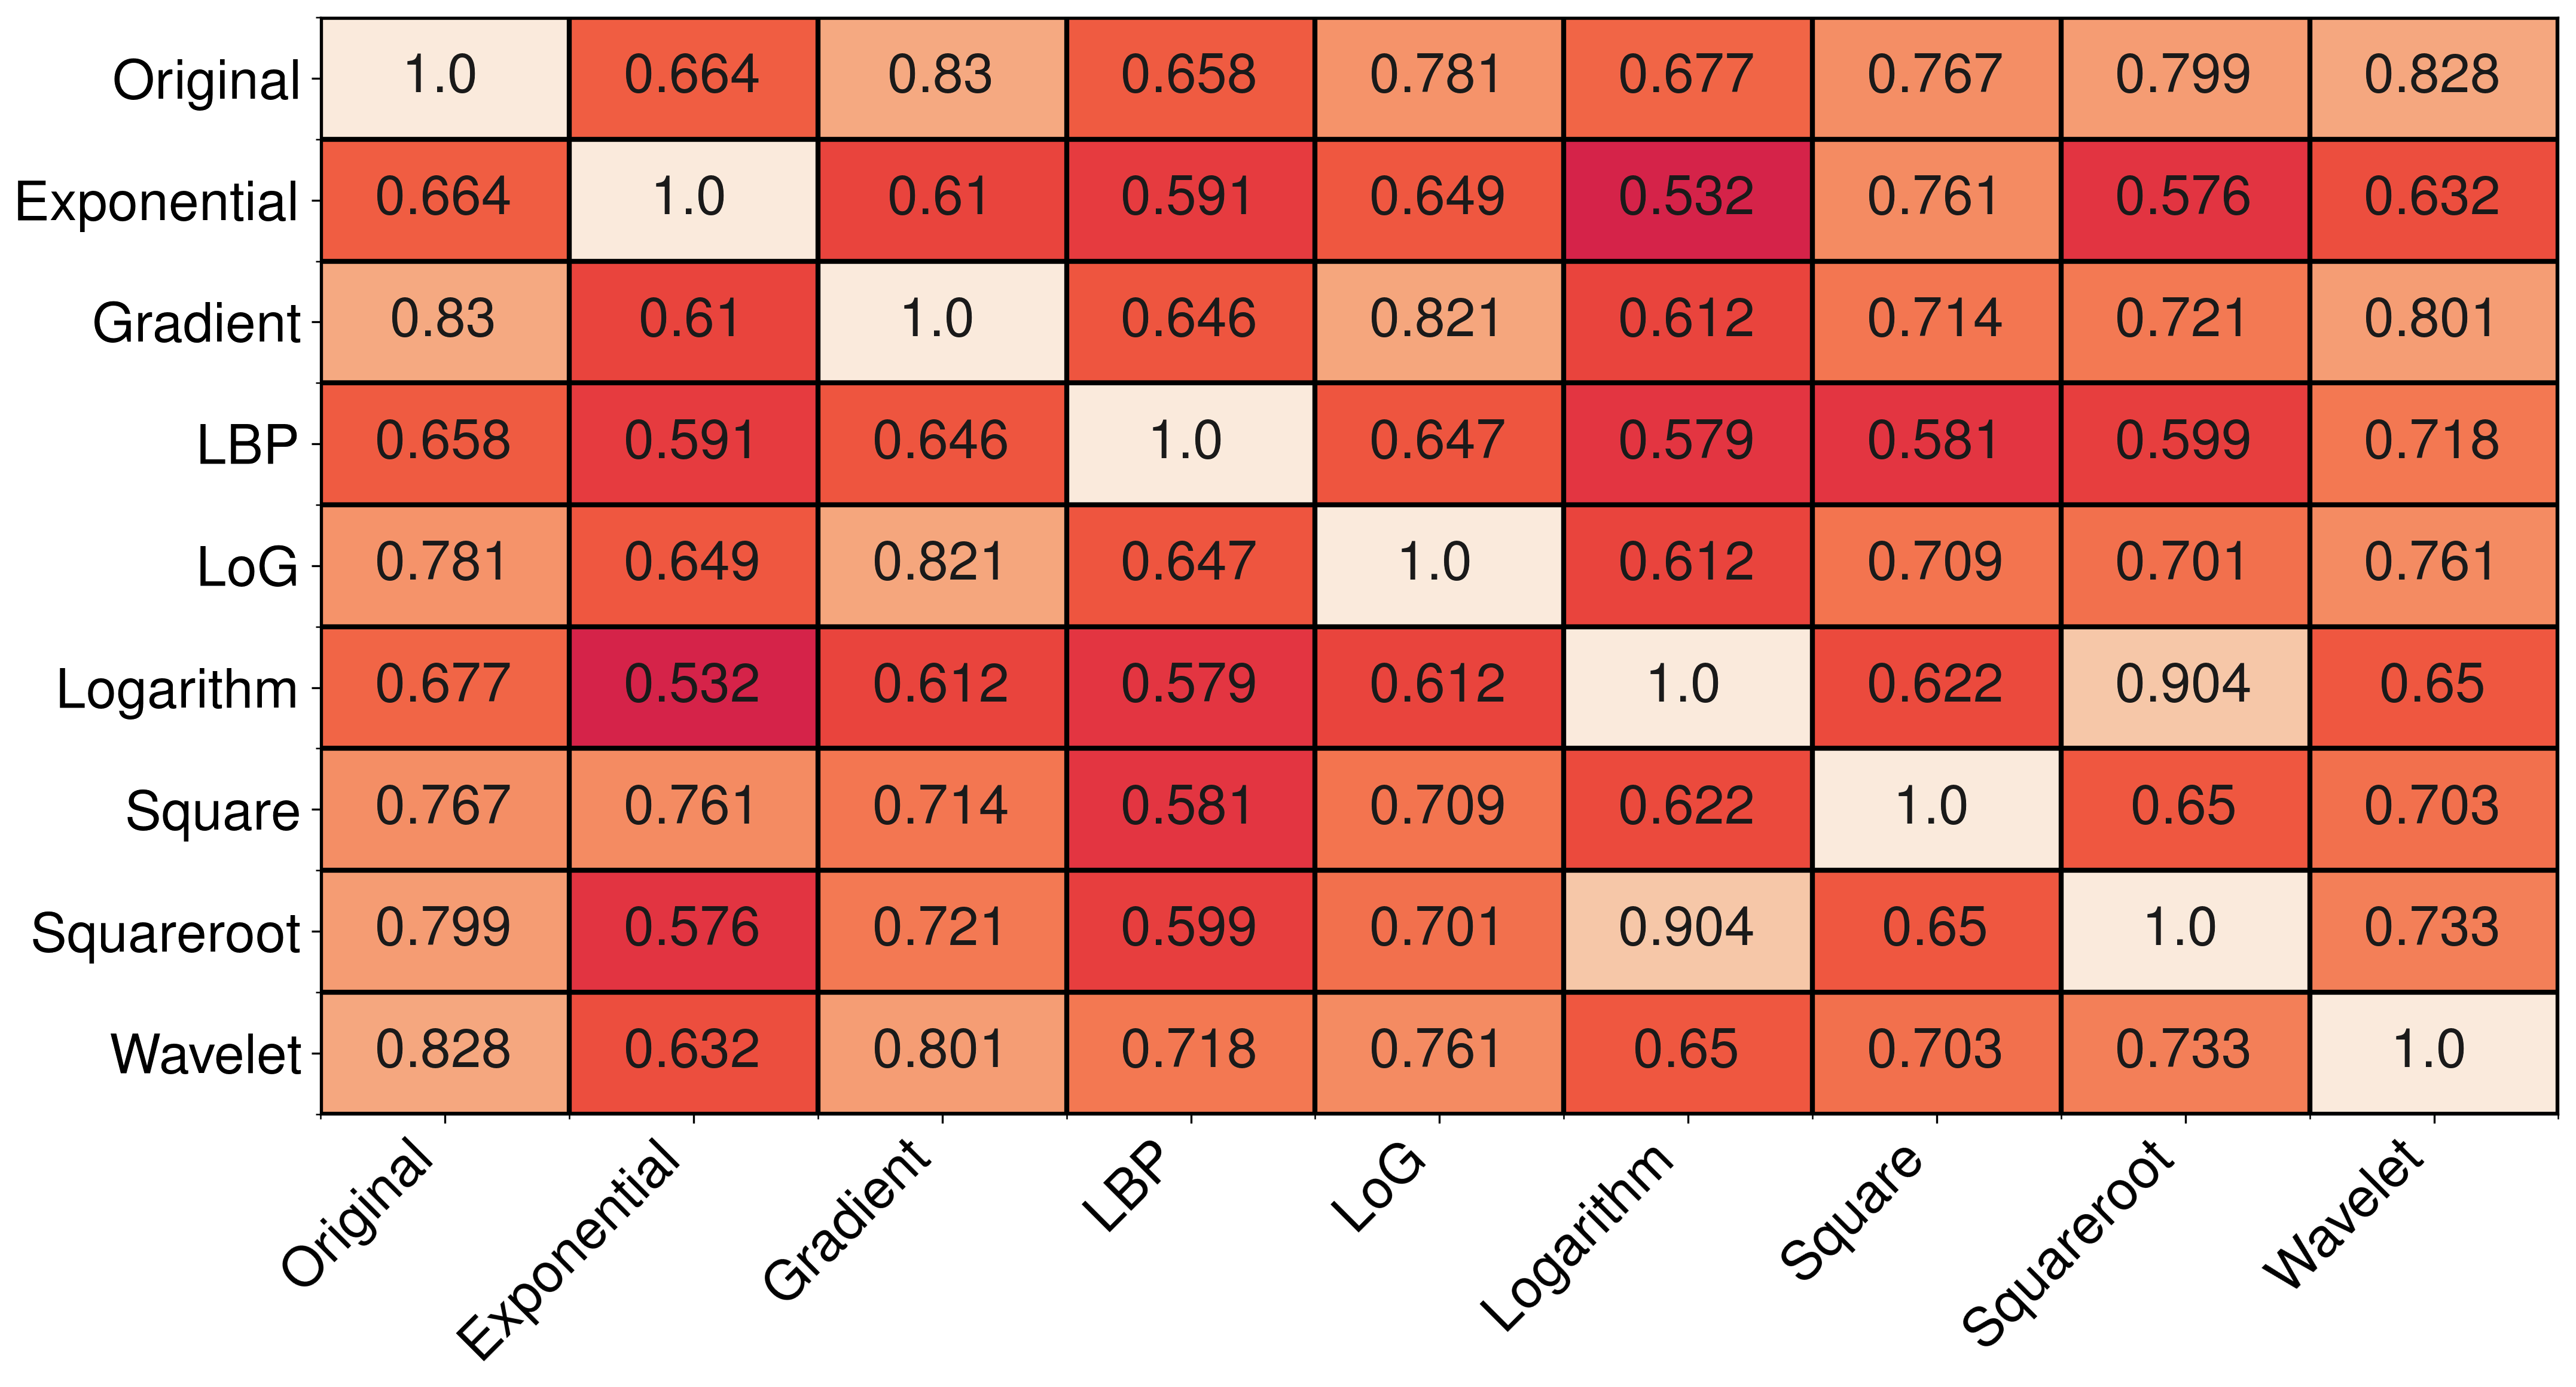 Original 1.0 0.664 0.83 0.658 0.781 0.677 0.767 0.799 0.828
Exponential 0.664 1.0 0.61 0.591 0.649 0.532 0.761 0.576 0.632
Gradient 0.83 0.61 1.0 0.646 0.821 0.612 0.714 0.721 0.801
LBP 0.658 0.591 0.646 1.0 0.647 0.579 0.581 0.599 0.718
LoG 0.781 0.649 0.821 0.647 1.0 0.612 0.709 0.701 0.761
Logarithm 0.677 0.532 0.612 0.579 0.612 1.0 0.622 0.904 0.65
Square 0.767 0.761 0.714 0.581 0.709 0.622 1.0 0.65 0.703
Squareroot 0.799 0.576 0.721 0.599 0.701 0.904 0.65 1.0 0.733
Wavelet 0.828 0.632 0.801 0.718 0.761 0.65 0.703 0.733 1.0
Original Exponential Gradient LBP LoG Logarithm Square Squareroot Wavelet